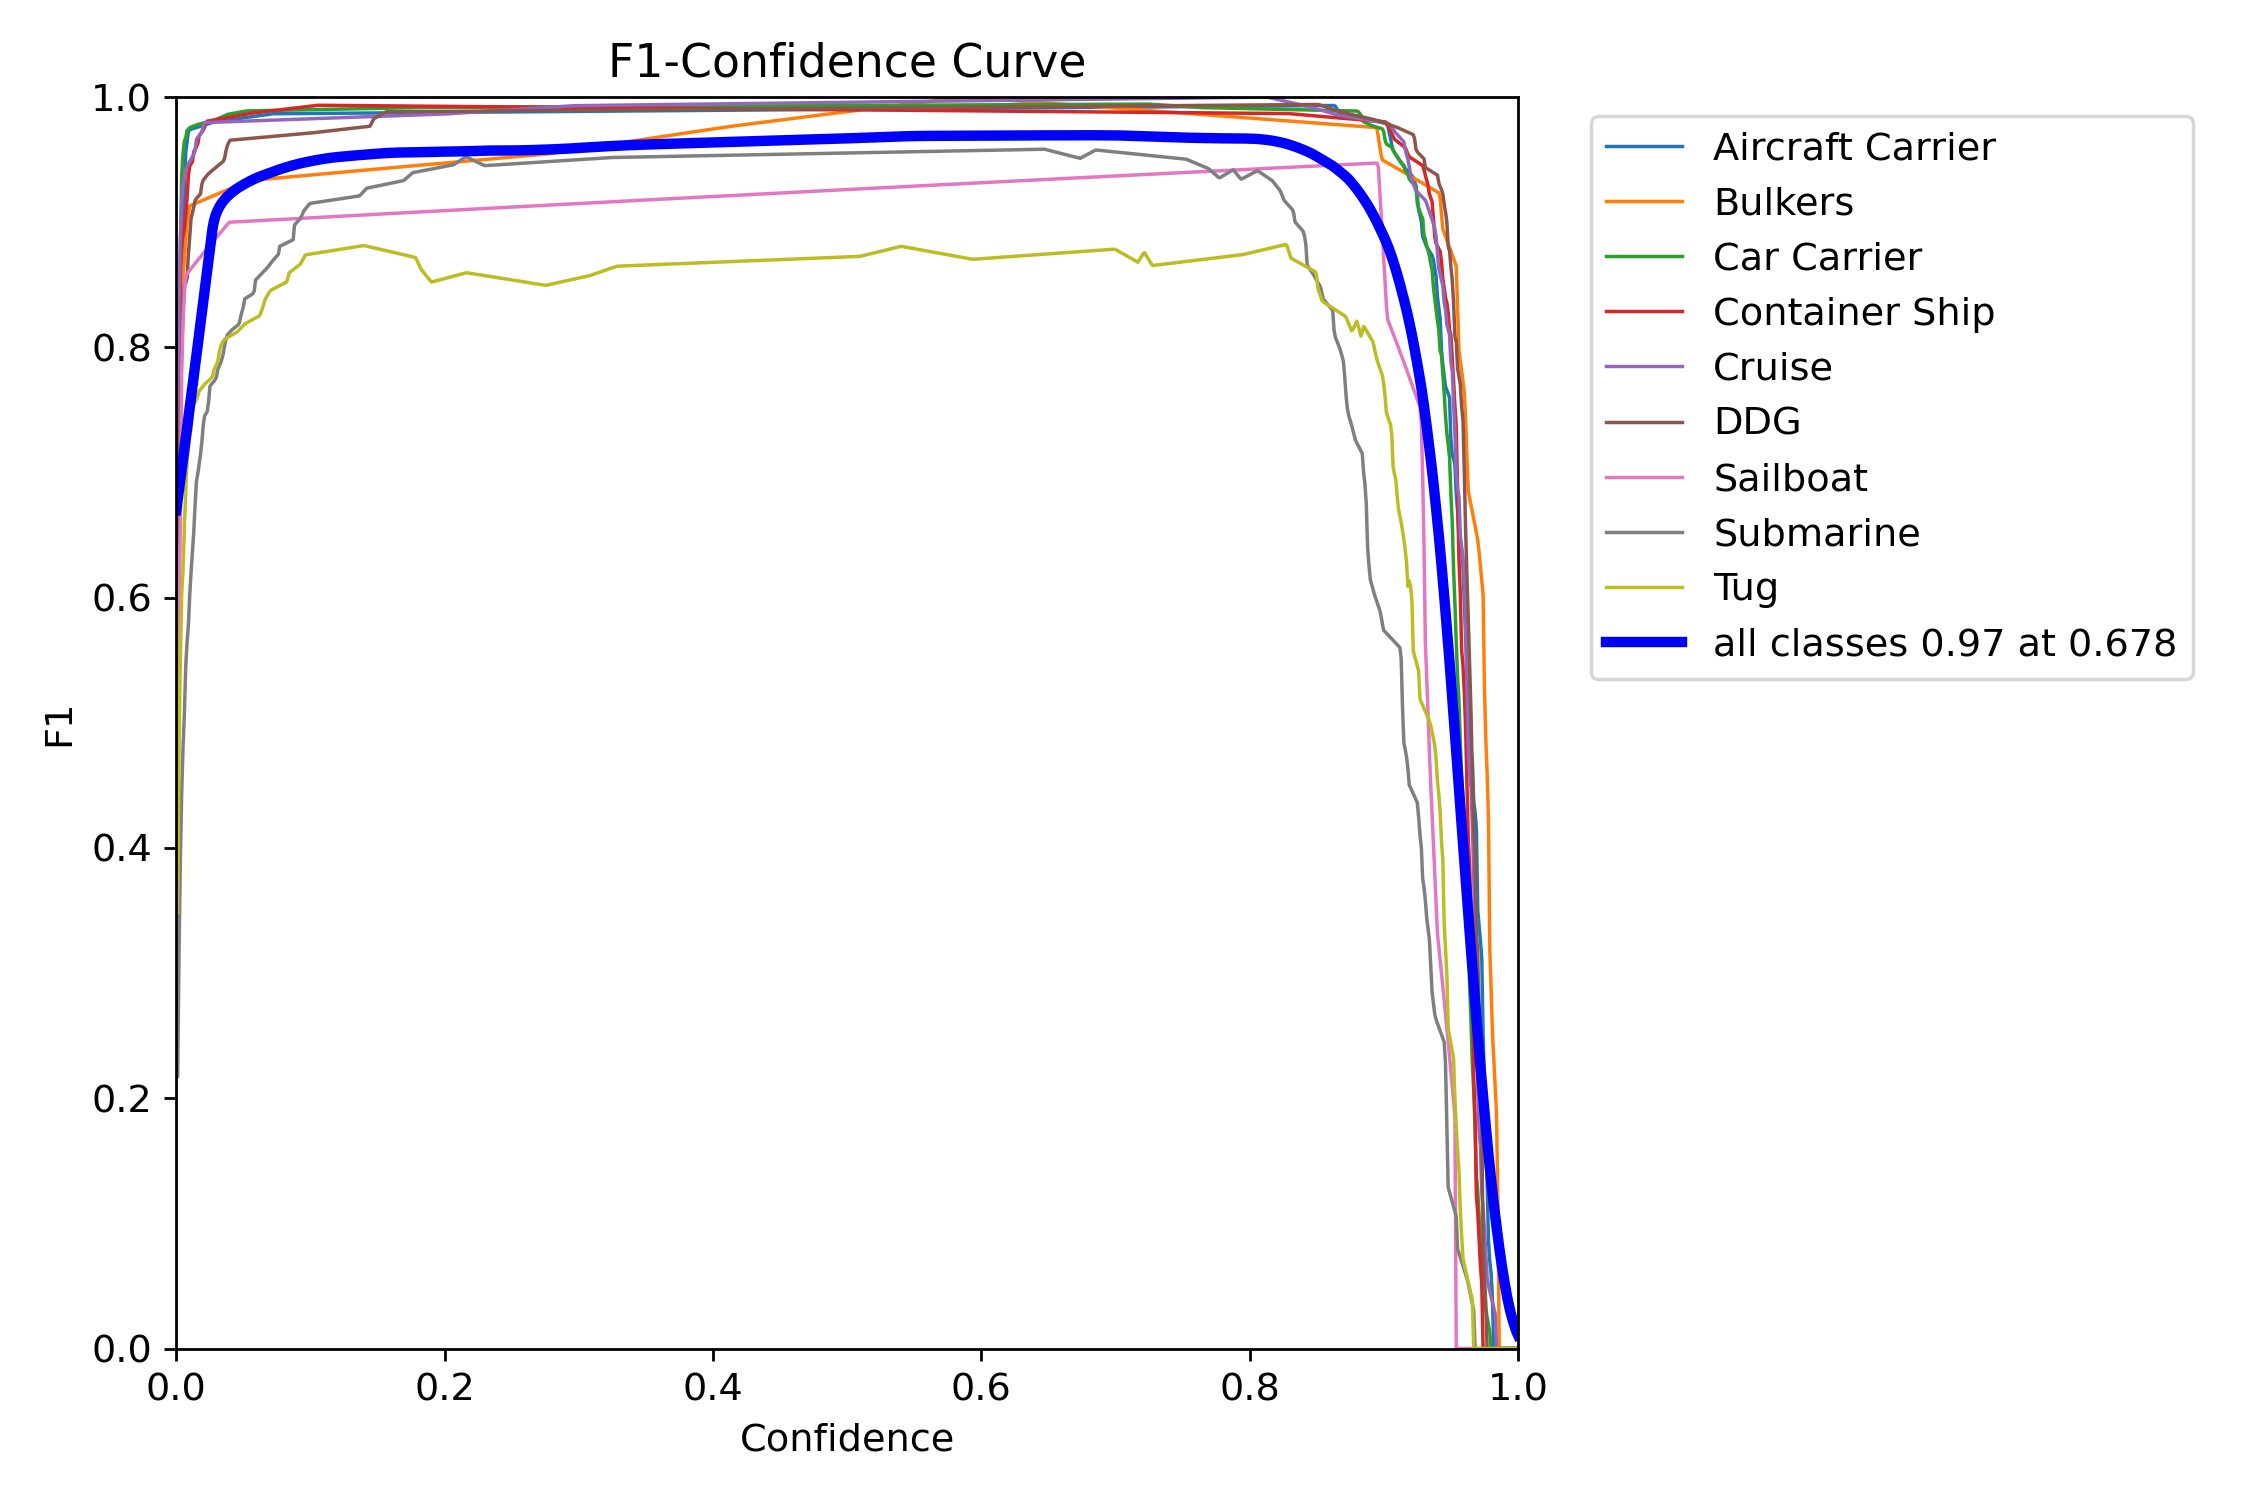 F1-Confidence Curve
1.0
0.8
0.6
0.4
0.2
0.0
F1
0.0 0.2 0.4 0.6 0.8 1.0
Confidence
Aircraft Carrier
Bulkers
Car Carrier
Container Ship
Cruise
DDG
Sailboat
Submarine
Tug
all classes 0.97 at 0.678